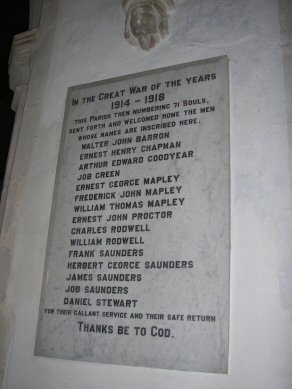 IN THE GREAT WAR OF THE YEARS
1914 - 1918
THIS PARISH THEN NUMBERING 71 SOULS,
SENT FORTH AND WELCOMED HOME THE MEN
WHOSE NAMES ARE INSCRIBED HERE.
WALTER JOHN BARRON
ERNEST HENRY CHAPMAN
ARTHUR EDWARD GOODYEAR
JOB GREEN
ERNEST GEORGE MAPLEY
FREDERICK JOHN MAPLEY
WILLIAM THOMAS MAPLEY
ERNEST JOHN PROCTOR
CHARLES RODWELL
WILLIAM RODWELL
FRANK SAUNDERS
HERBERT GEORGE SAUNDERS
JAMES SAUNDERS
JOB SAUNDERS
DANIEL STEWART
FOR THEIR GALLANT SERVICE AND THEIR SAFE RETURN
THANKS BE TO GOD.